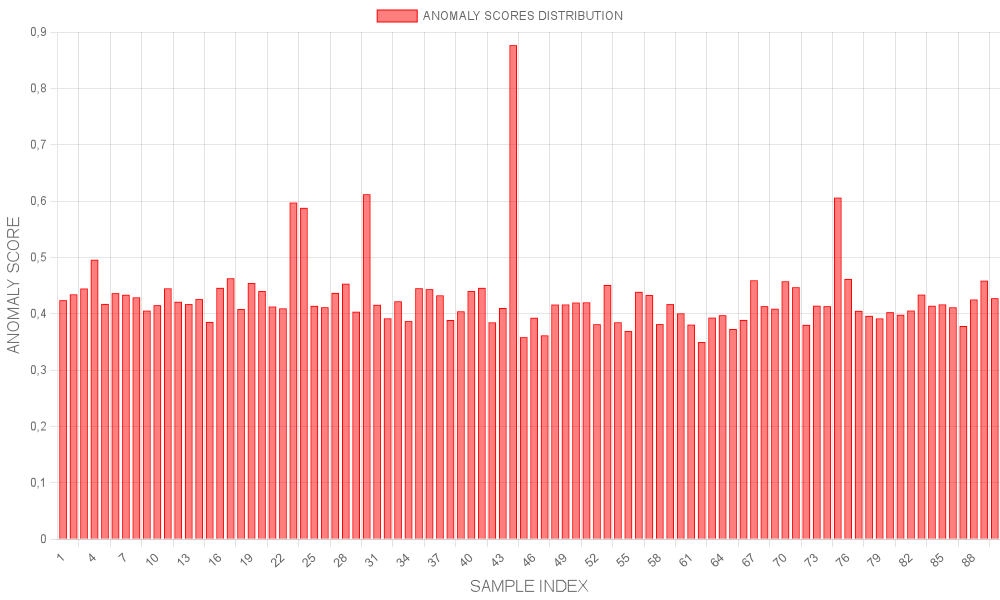 ANOMALY SCORES DISTRIBUTION
0,9
0,8
0,7
0,6
0,5
0,4
0,3
0,2
0,1
0
ANOMALY SCORE
1 4 7 10 13 16 19 22 25 28 31 34 37 40 43 46 49 52 55 58 61 64 67 70 73 76 79 82 85 88
SAMPLE INDEX